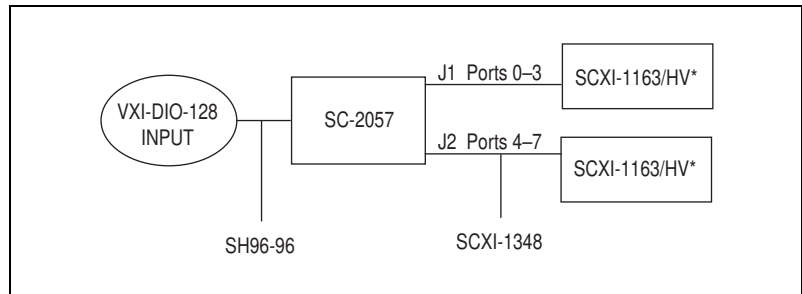 VXI-DIO-128
INPUT
SC-2057
J1 Ports 0–3
SCXI-1163/HV*
J2 Ports 4–7
SCXI-1163/HV*
SH96-96
SCXI-1348